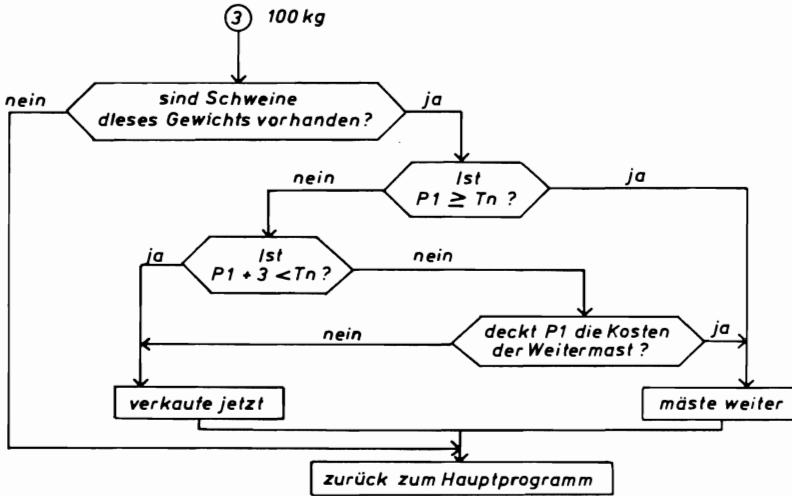 3 100 kg
nein
sind Schweine
dieses Gewichts vorhanden?
ja
nein
Ist
P1 ≥ Tn ?
ja
ja
Ist
P1 + 3 < Tn ?
nein
nein
deckt P1 die Kosten
der Weitermast ?
ja
verkaufe jetzt
mäste weiter
zurück zum Hauptprogramm